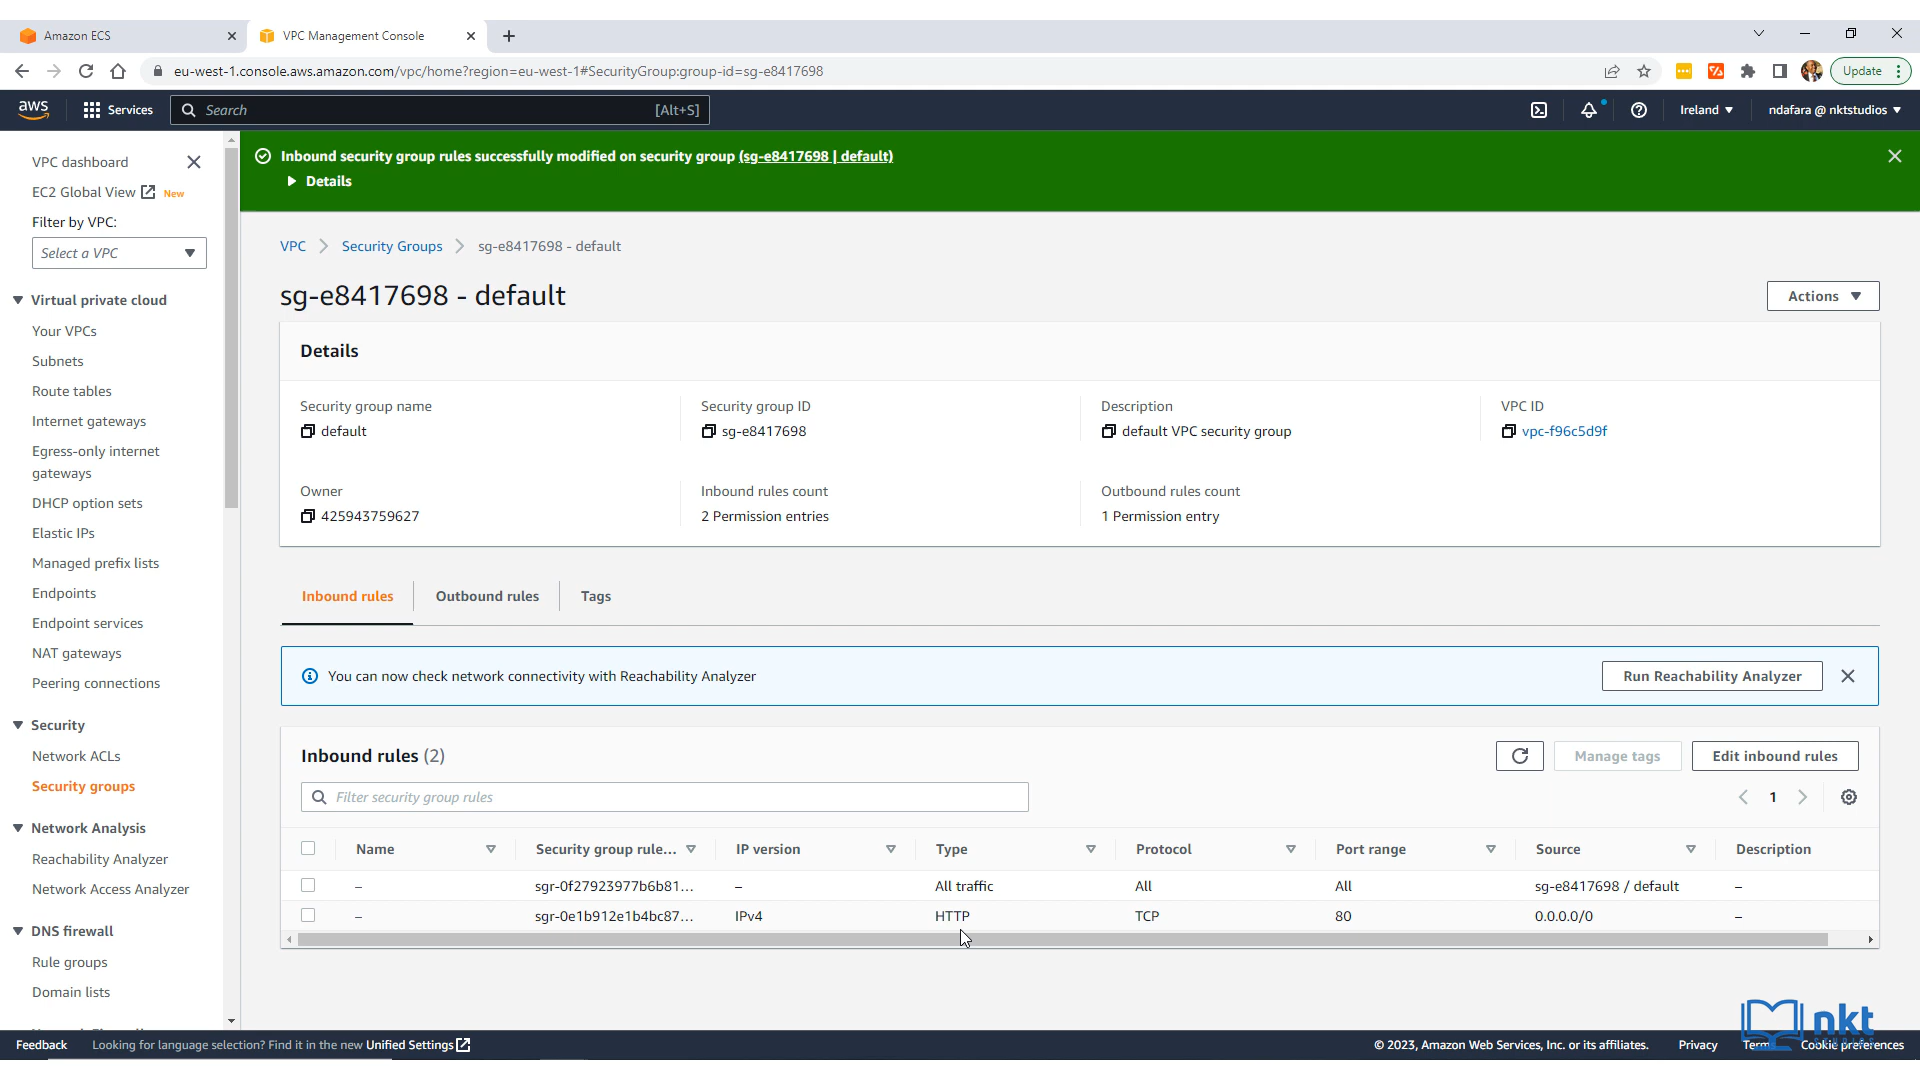 Amazon ECS
VPC Management Console
eu-west-1.console.aws.amazon.com/vpc/home?region=eu-west-1#SecurityGroup:group-id=sg-e8417698
Update
aws
Services
Search
[Alt+S]
Ireland
ndafara @ nktstudios
VPC dashboard
EC2 Global View
New
Filter by VPC:
Select a VPC
Virtual private cloud
Your VPCs
Subnets
Route tables
Internet gateways
Egress-only internet
gateways
DHCP option sets
Elastic IPs
Managed prefix lists
Endpoints
Endpoint services
NAT gateways
Peering connections
Security
Network ACLs
Security groups
Network Analysis
Reachability Analyzer
Network Access Analyzer
DNS firewall
Rule groups
Domain lists
Inbound security group rules successfully modified on security group (sg-e8417698 | default)
Details
VPC
Security Groups
sg-e8417698 - default
sg-e8417698 - default
Actions
Details
Security group name
default
Security group ID
sg-e8417698
Description
default VPC security group
VPC ID
vpc-f96c5d9f
Owner
425943759627
Inbound rules count
2 Permission entries
Outbound rules count
1 Permission entry
Inbound rules
Outbound rules
Tags
You can now check network connectivity with Reachability Analyzer
Run Reachability Analyzer
Inbound rules (2)
Manage tags
Edit inbound rules
Filter security group rules
1
Name Security group rule... IP version Type Protocol Port range Source Description
– sgr-0f27923977b6b81... – All traffic All All sg-e8417698 / default –
– sgr-0e1b912e1b4bc87... IPv4 HTTP TCP 80 0.0.0.0/0 –
nkt
Feedback
Looking for language selection? Find it in the new Unified Settings
© 2023, Amazon Web Services, Inc. or its affiliates.
Privacy
Cookie preferences